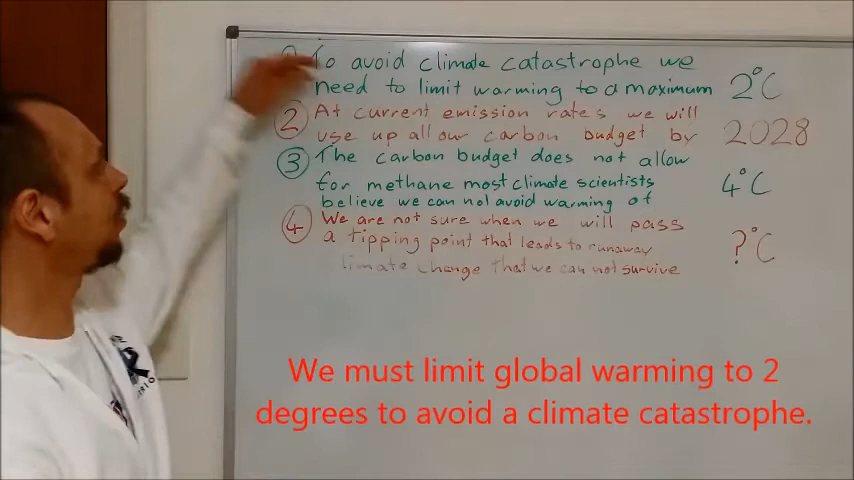 To avoid climate catastrophe we
need to limit warming to a maximum 2°C
2 At current emission rates we will
use up all our carbon budget by 2028
3 The carbon budget does not allow
for methane most climate scientists 4°C
believe we can not avoid warming of
4 We are not sure when we will pass
a tipping point that leads to runaway ?°C
limate change that we can not survive
We must limit global warming to 2
degrees to avoid a climate catastrophe.